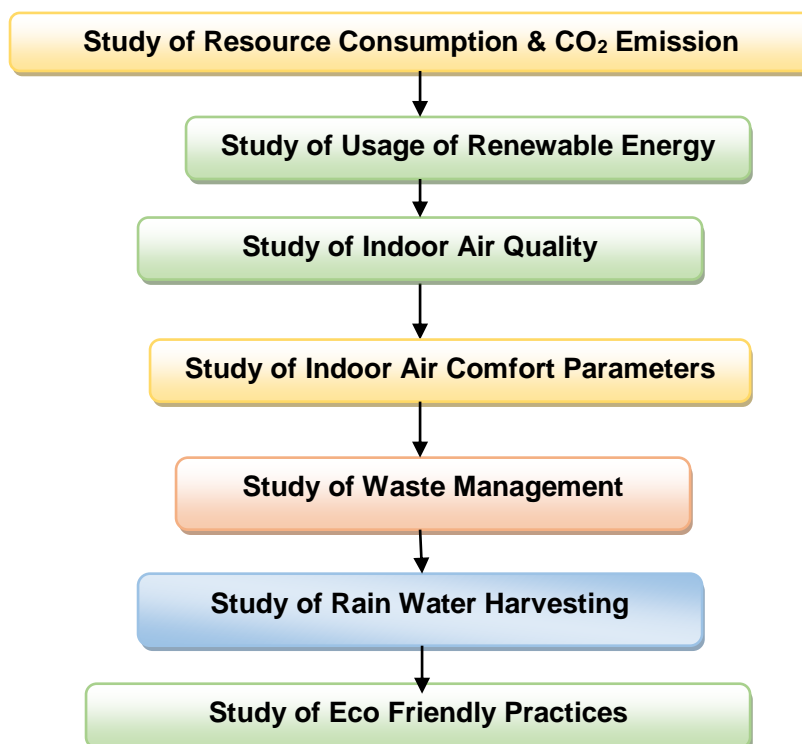 Study of Resource Consumption & CO₂ Emission
Study of Usage of Renewable Energy
Study of Indoor Air Quality
Study of Indoor Air Comfort Parameters
Study of Waste Management
Study of Rain Water Harvesting
Study of Eco Friendly Practices